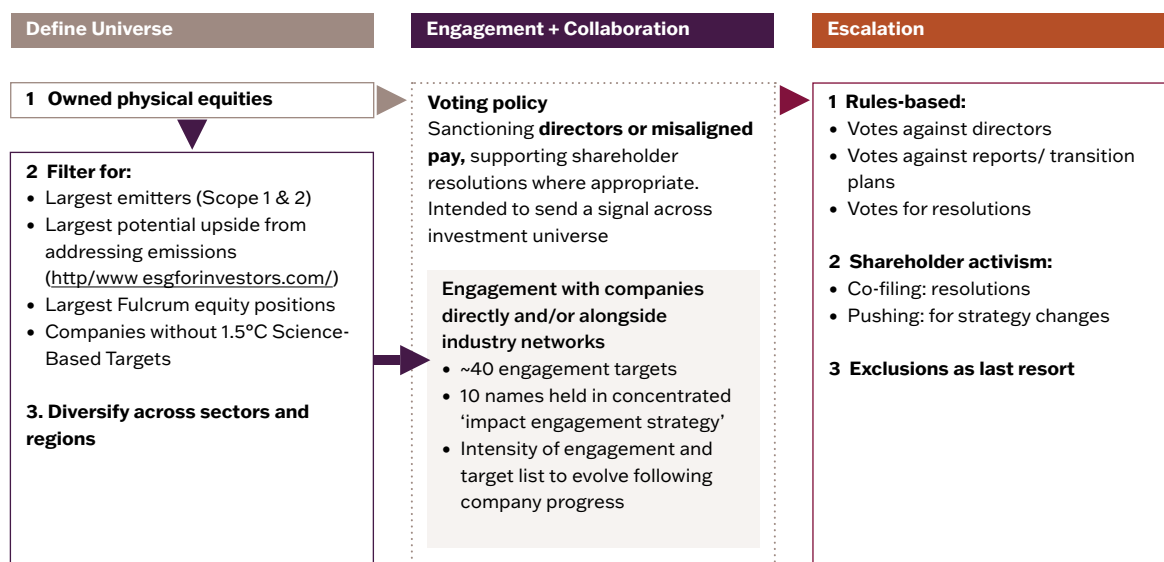 Define Universe
1 Owned physical equities
2 Filter for:
• Largest emitters (Scope 1 & 2)
• Largest potential upside from
addressing emissions
(http/www esgforinvestors.com/)
• Largest Fulcrum equity positions
• Companies without 1.5°C Science-
Based Targets
3. Diversify across sectors and
regions
Engagement + Collaboration
Voting policy
Sanctioning directors or misaligned
pay, supporting shareholder
resolutions where appropriate.
Intended to send a signal across
investment universe
Engagement with companies
directly and/or alongside
industry networks
• ~40 engagement targets
• 10 names held in concentrated
‘impact engagement strategy’
• Intensity of engagement and
target list to evolve following
company progress
Escalation
1 Rules-based:
• Votes against directors
• Votes against reports/ transition
plans
• Votes for resolutions
2 Shareholder activism:
• Co-filing: resolutions
• Pushing: for strategy changes
3 Exclusions as last resort